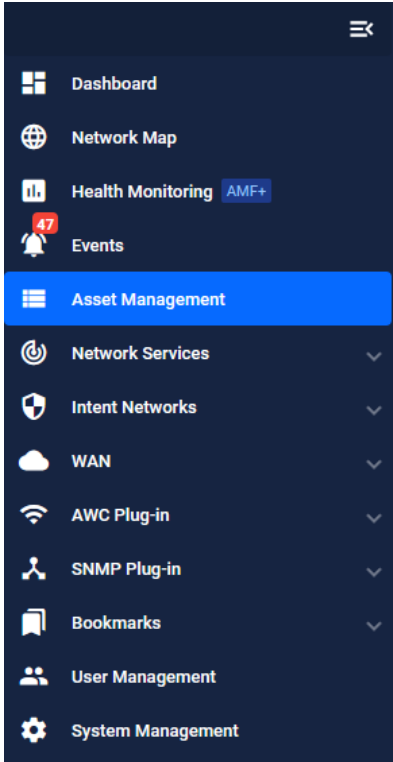 Dashboard
Network Map
Health Monitoring AMF+
47
Events
Asset Management
Network Services
Intent Networks
WAN
AWC Plug-in
SNMP Plug-in
Bookmarks
User Management
System Management